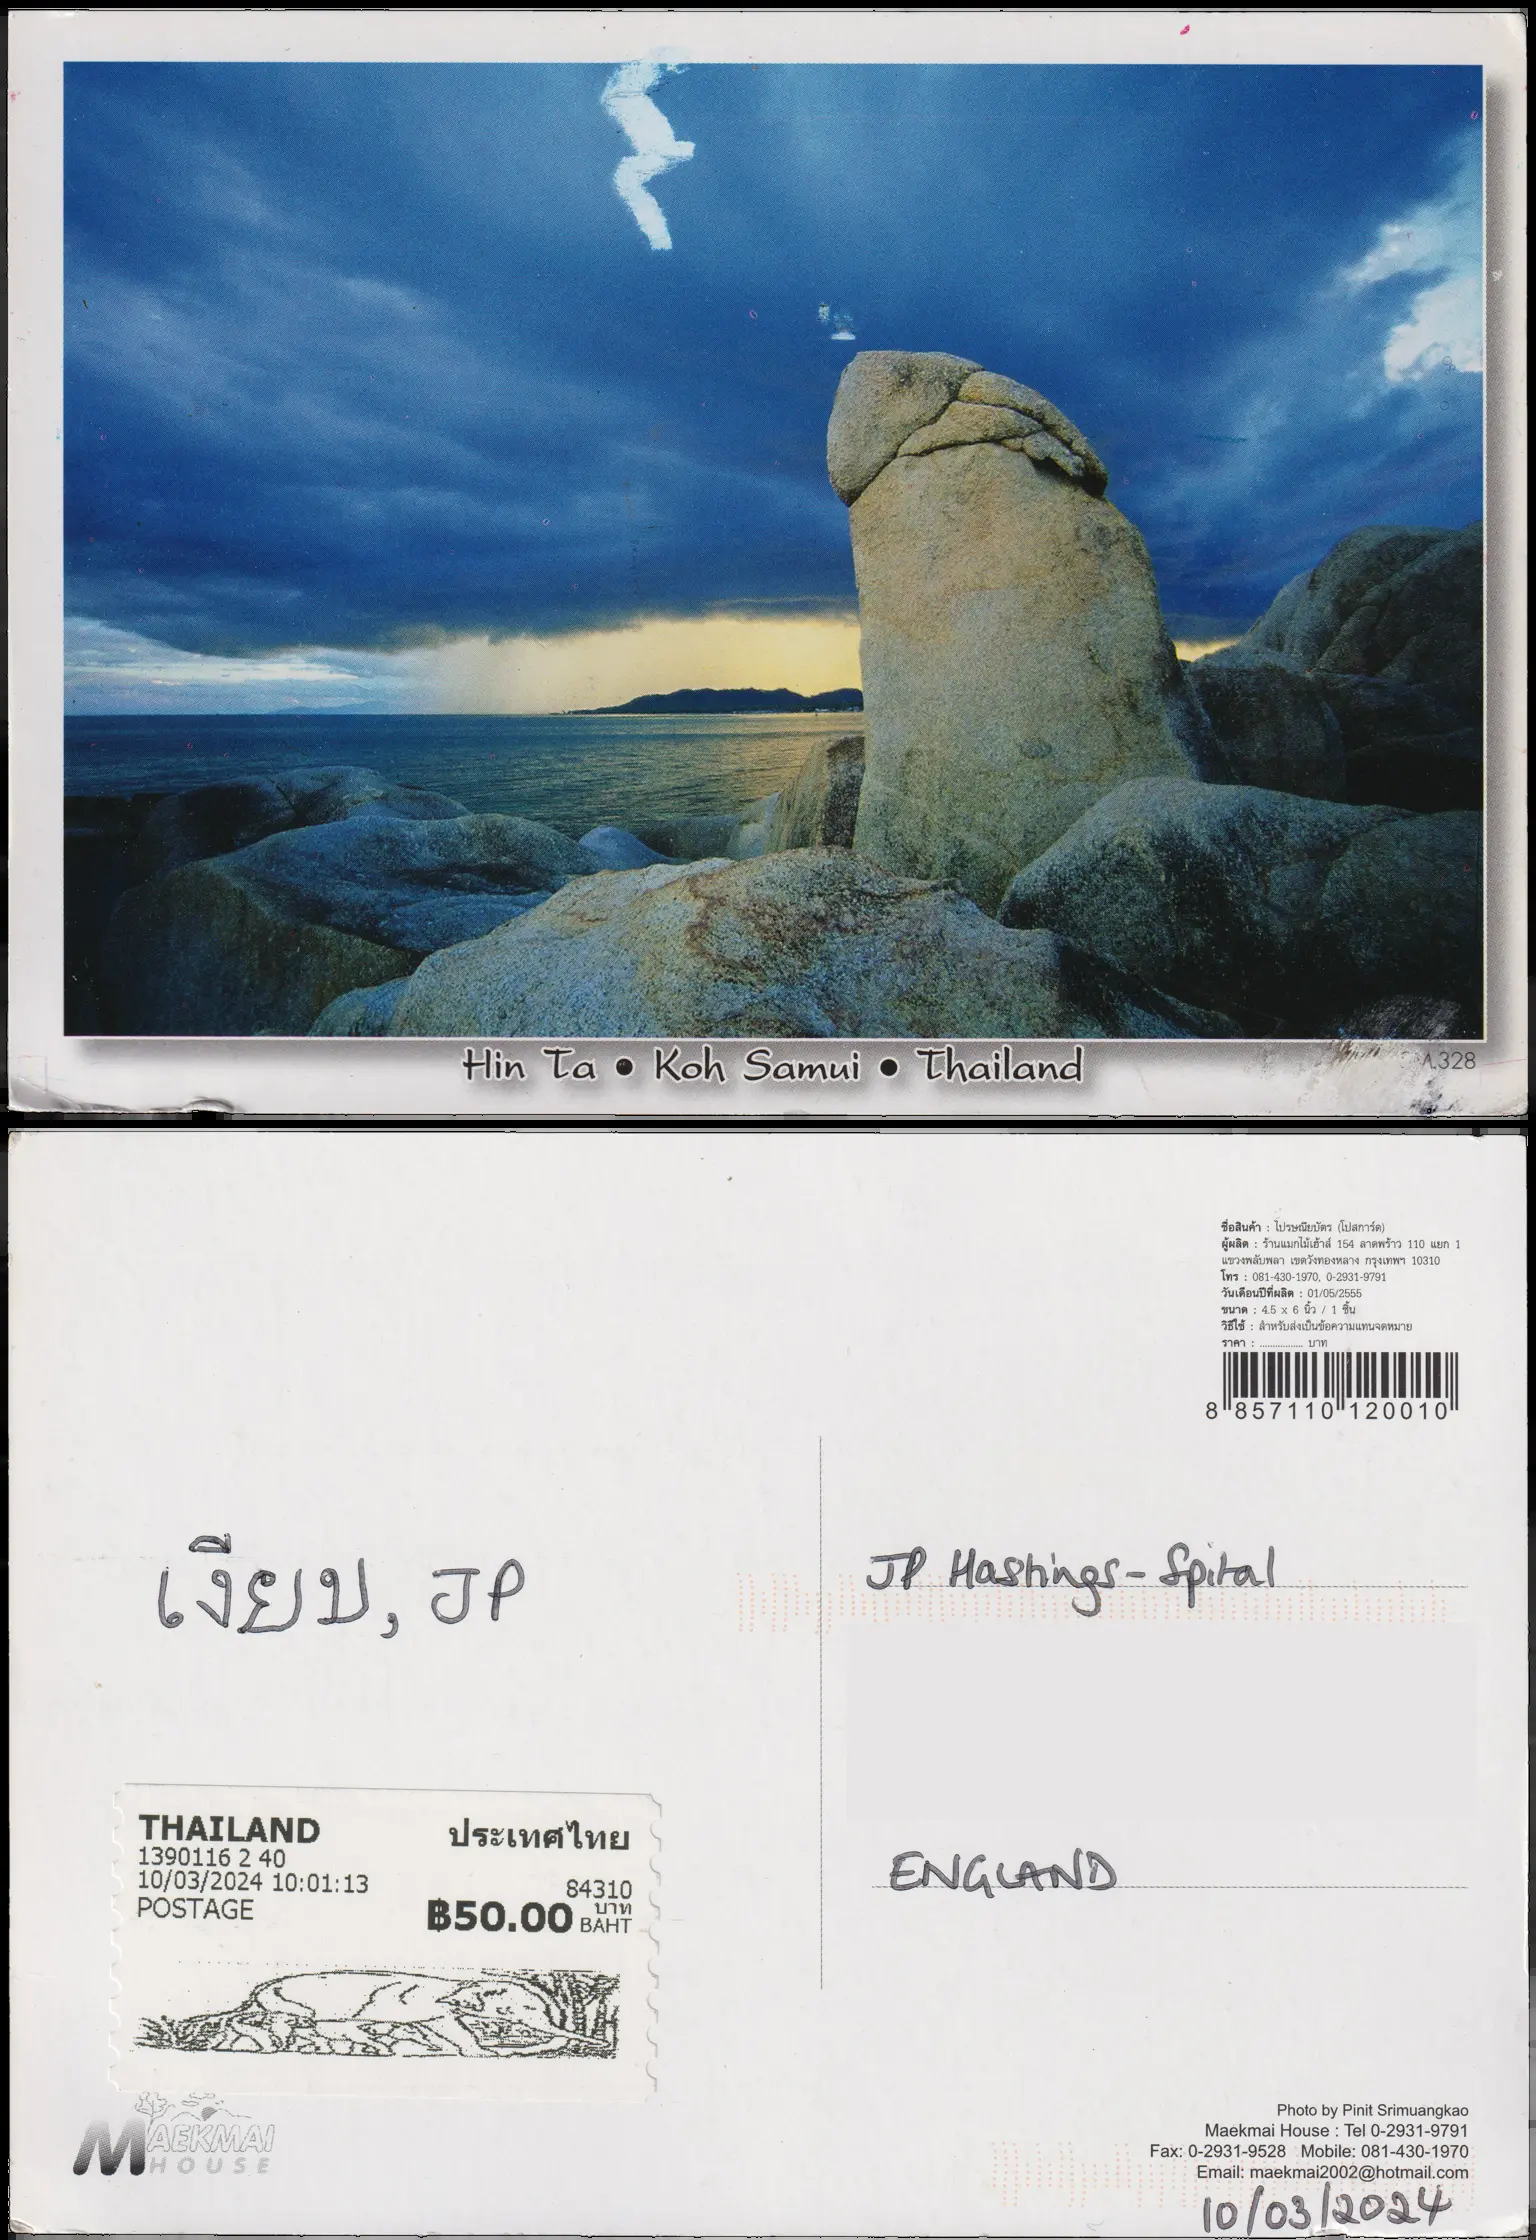 Hin Ta • Koh Samui • Thailand
A.328
ชื่อสินค้า : ไปรษณียบัตร (โปสการ์ด)
ผู้ผลิต : ร้านแมกไม้เฮ้าส์ 154 ลาดพร้าว 110 แยก 1
แขวงพลับพลา เขตวังทองหลาง กรุงเทพฯ 10310
โทร : 081-430-1970, 0-2931-9791
วันเดือนปีที่ผลิต : 01/05/2555
ขนาด : 4.5 x 6 นิ้ว / 1 ชิ้น
วิธีใช้ : สำหรับส่งเป็นข้อความแทนจดหมาย
ราคา : ................. บาท
8 857110 120010
เงียบ, JP
JP Hastings-Spital
ENGLAND
THAILAND ประเทศไทย
1390116 2 40
10/03/2024 10:01:13 84310
POSTAGE ฿50.00 บาท BAHT
MAEKMAI
HOUSE
Photo by Pinit Srimuangkao
Maekmai House : Tel 0-2931-9791
Fax: 0-2931-9528 Mobile: 081-430-1970
Email: maekmai2002@hotmail.com
10/03/2024